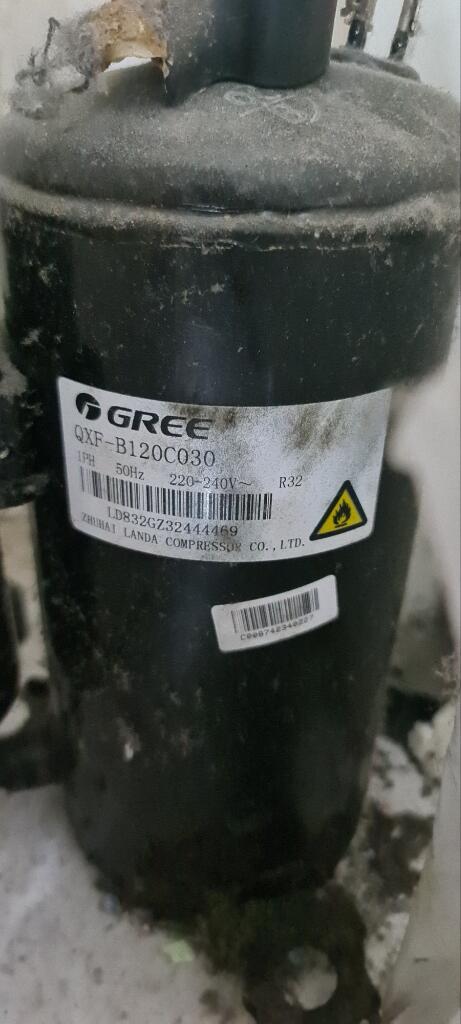 GREE
QXF-B120C030
1PH 50Hz 220-240V~ R32
LD832GZ32444469
ZHUHAI LANDA COMPRESSOR CO.,LTD.